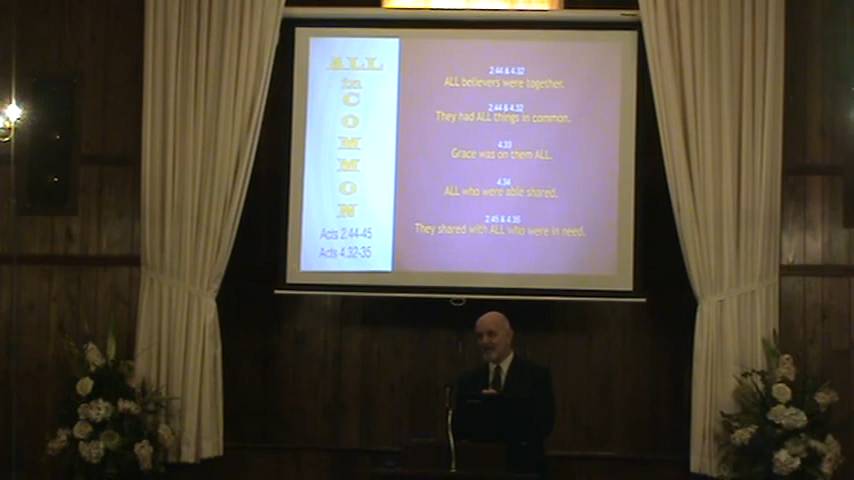 ALL
for
C
O
M
M
O
N
Acts 2.44-45
Acts 4.32-35
2.44 & 4.32
ALL believers were together.
2.44 & 4.32
They had ALL things in common.
4.33
Grace was on them ALL.
4.34
ALL who were able shared.
2.45 & 4.35
They shared with ALL who were in need.